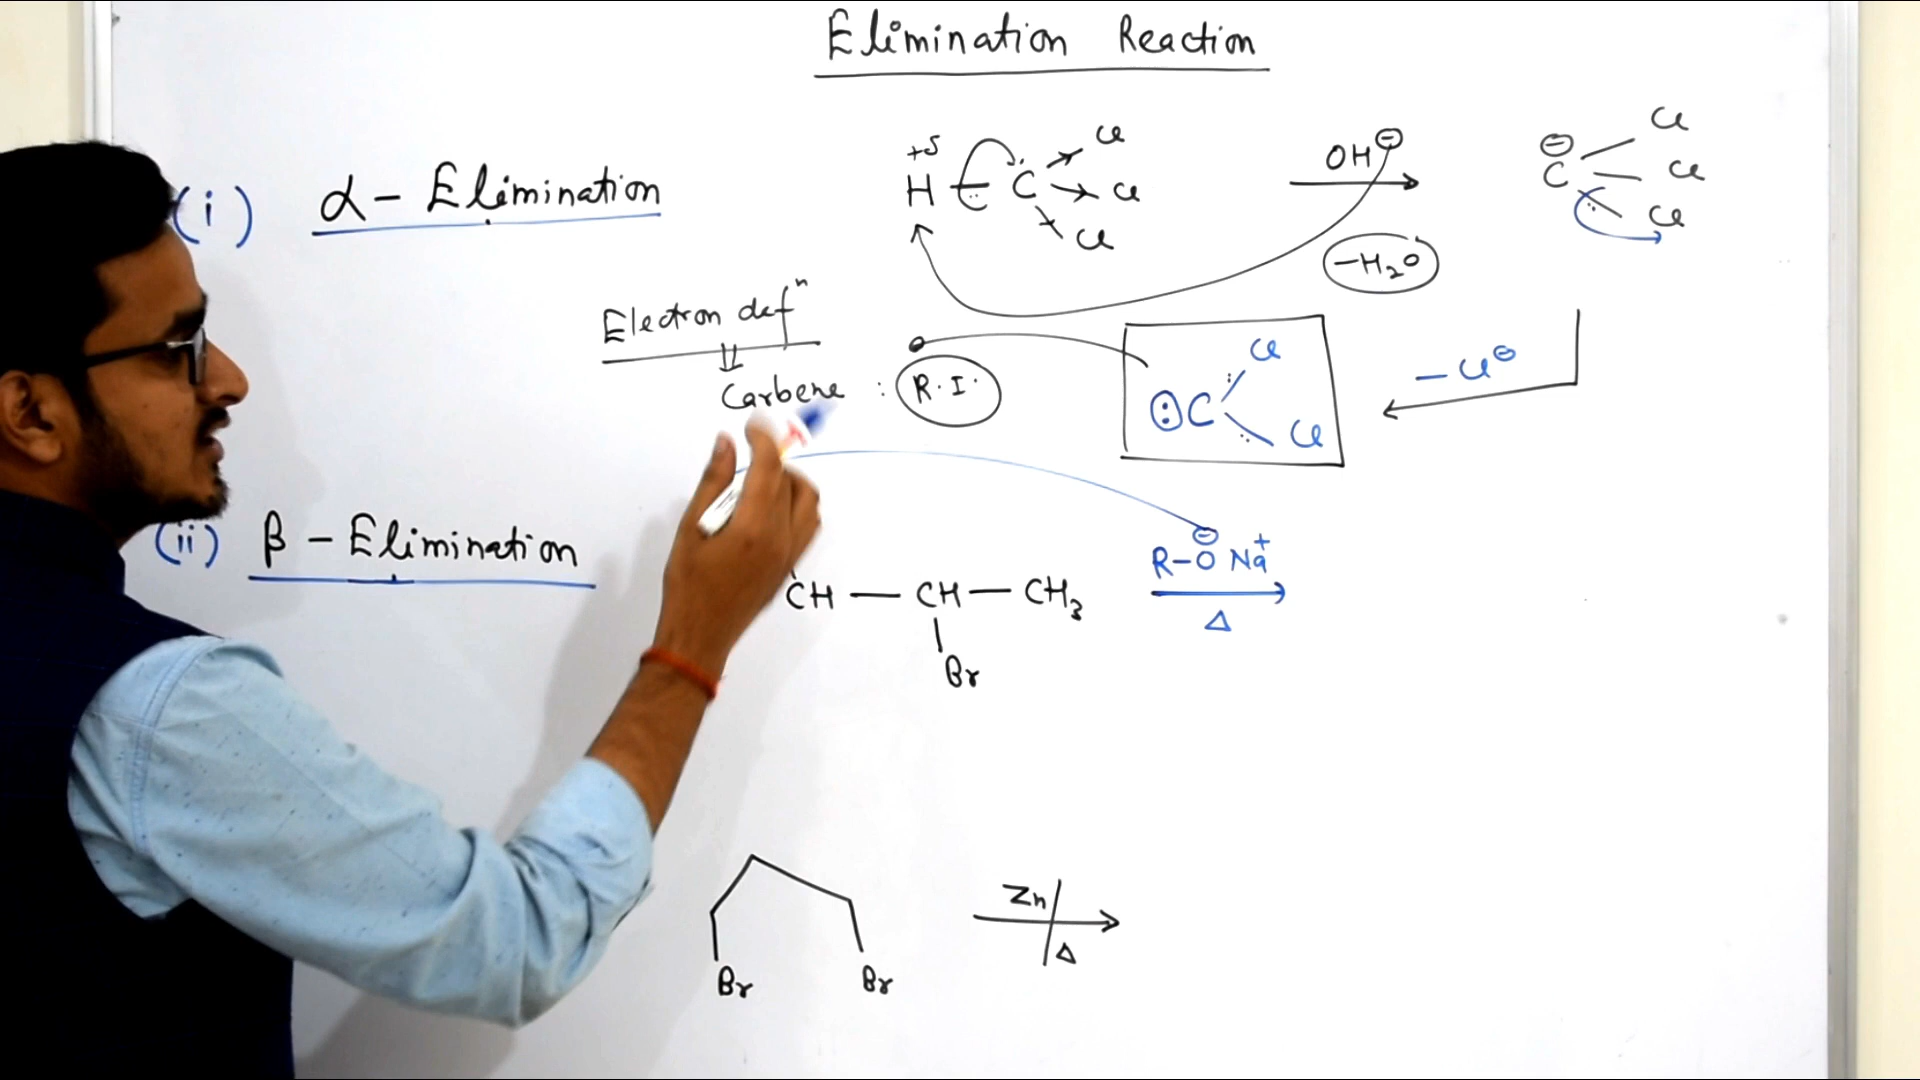 Elimination Reaction
(i) α - Elimination
+δ
H - C Cl Cl Cl
OH⊖
-H2O
⊖
C Cl Cl Cl
Electron defⁿ
⇓
Carbene : R.I.
:C Cl Cl
- Cl⊖
(ii) β - Elimination
CH — CH — CH3
Br
⊖
R-O Na+
Δ
Br Br
Zn
Δ